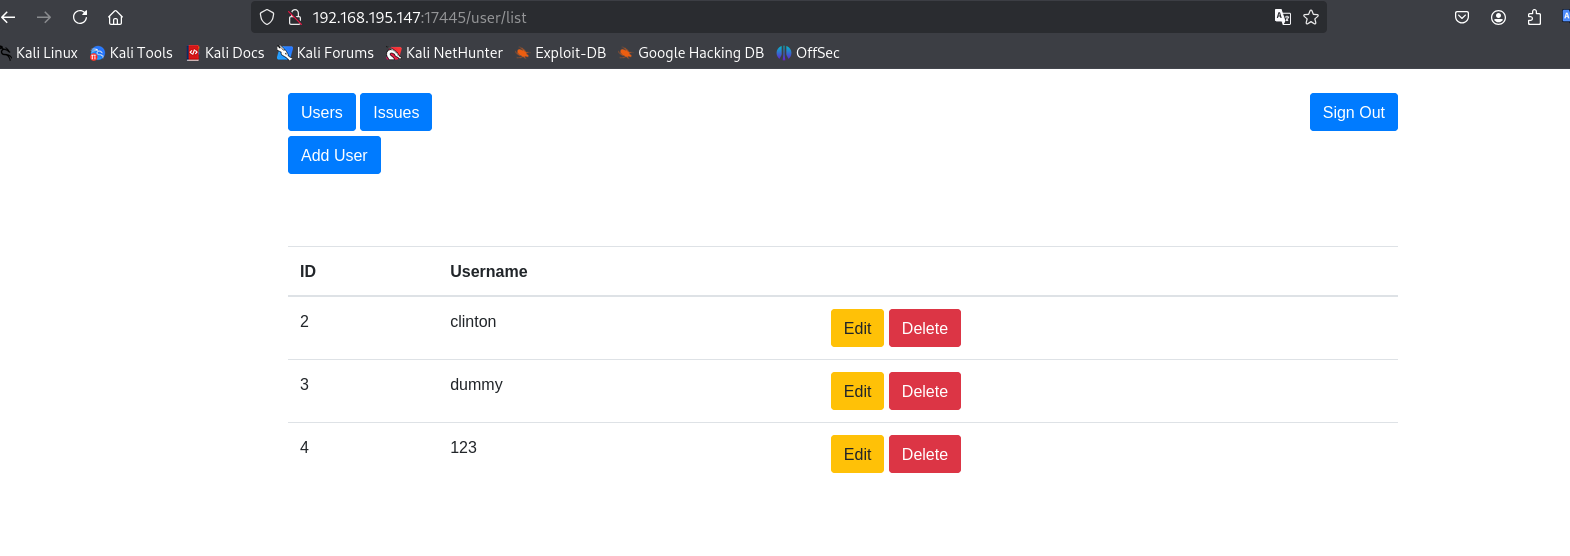 192.168.195.147:17445/user/list
Kali Linux Kali Tools Kali Docs Kali Forums Kali NetHunter Exploit-DB Google Hacking DB OffSec
Users Issues Sign Out
Add User
ID Username
2 clinton Edit Delete
3 dummy Edit Delete
4 123 Edit Delete